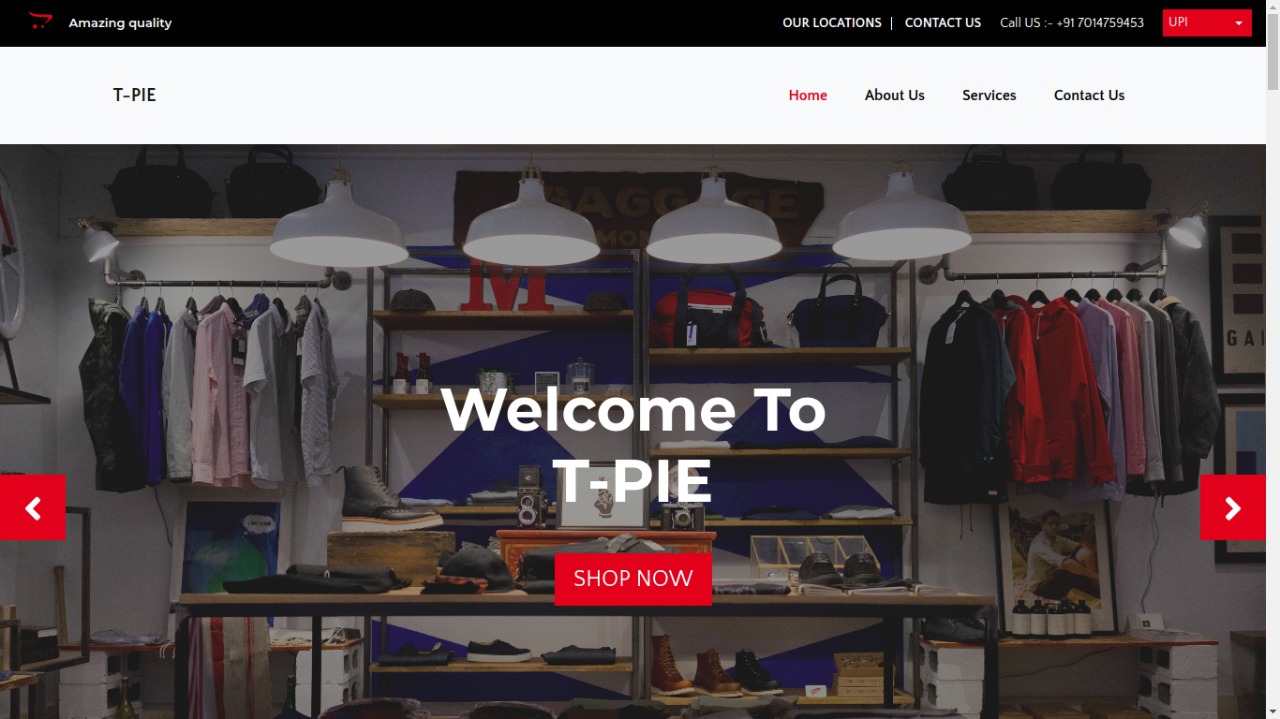 Amazing quality
OUR LOCATIONS | CONTACT US Call US :- +91 7014759453 UPI
T-PIE
Home About Us Services Contact Us
BAGGAGE
M
Welcome To
T-PIE
SHOP NOW